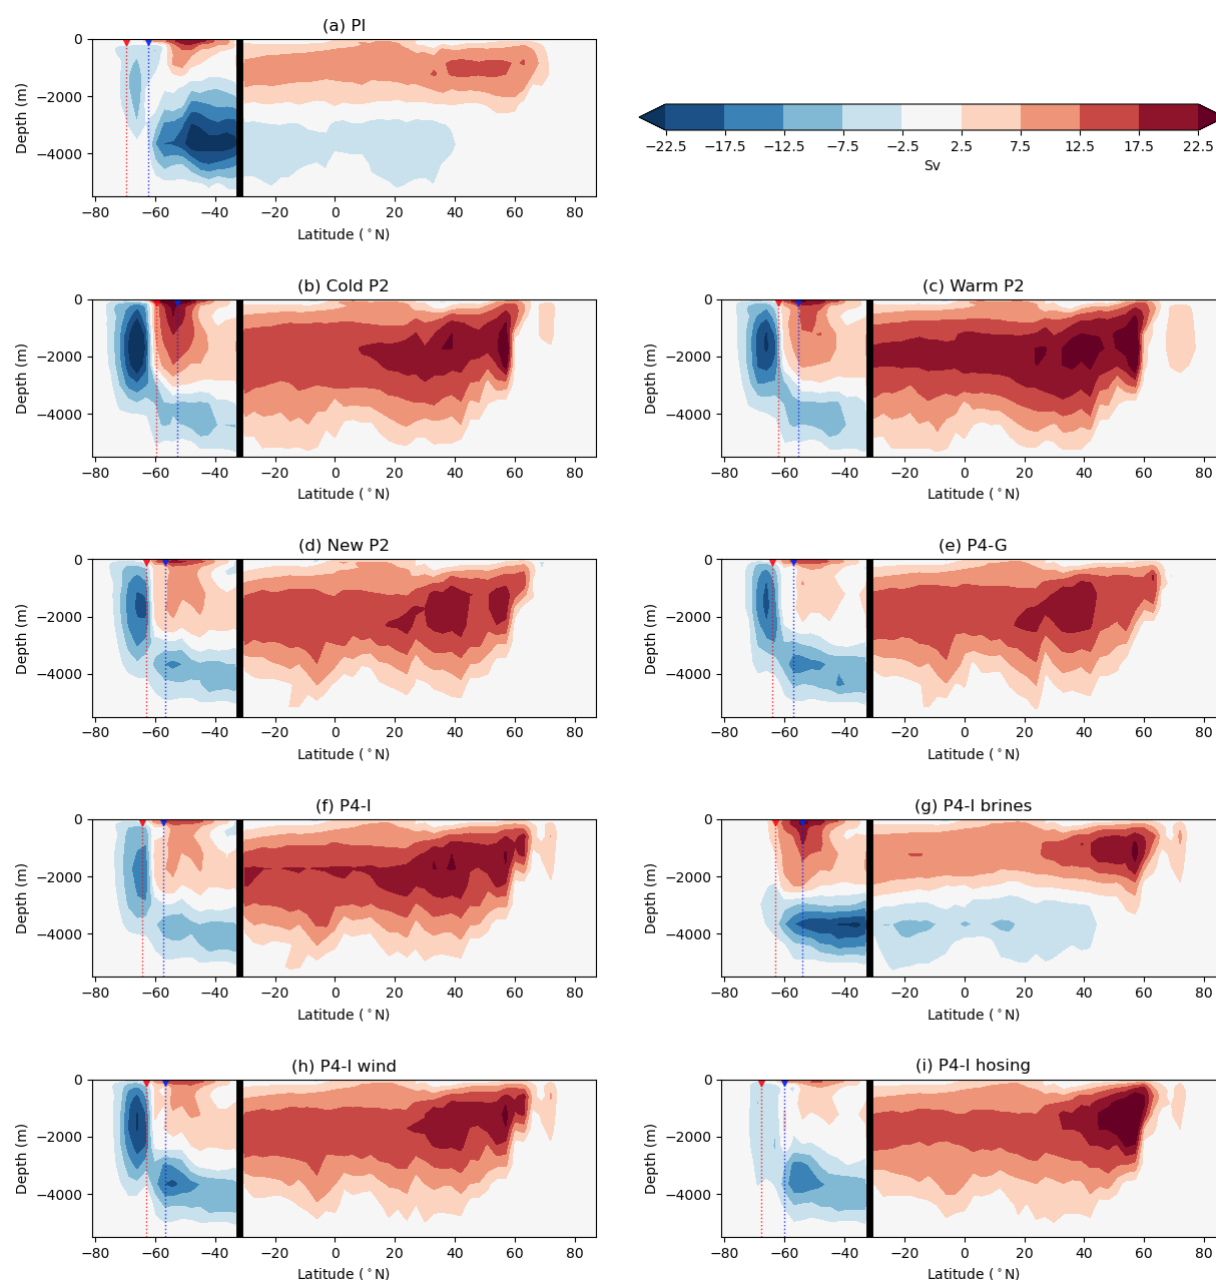 (a) PI
0
−2000
−4000
Depth (m)
−80 −60 −40 −20 0 20 40 60 80
Latitude (°N)
−22.5 −17.5 −12.5 −7.5 −2.5 2.5 7.5 12.5 17.5 22.5
Sv
(b) Cold P2
0
−2000
−4000
Depth (m)
−80 −60 −40 −20 0 20 40 60 80
Latitude (°N)
(c) Warm P2
0
−2000
−4000
Depth (m)
−80 −60 −40 −20 0 20 40 60 80
Latitude (°N)
(d) New P2
0
−2000
−4000
Depth (m)
−80 −60 −40 −20 0 20 40 60 80
Latitude (°N)
(e) P4-G
0
−2000
−4000
Depth (m)
−80 −60 −40 −20 0 20 40 60 80
Latitude (°N)
(f) P4-I
0
−2000
−4000
Depth (m)
−80 −60 −40 −20 0 20 40 60 80
Latitude (°N)
(g) P4-I brines
0
−2000
−4000
Depth (m)
−80 −60 −40 −20 0 20 40 60 80
Latitude (°N)
(h) P4-I wind
0
−2000
−4000
Depth (m)
−80 −60 −40 −20 0 20 40 60 80
Latitude (°N)
(i) P4-I hosing
0
−2000
−4000
Depth (m)
−80 −60 −40 −20 0 20 40 60 80
Latitude (°N)